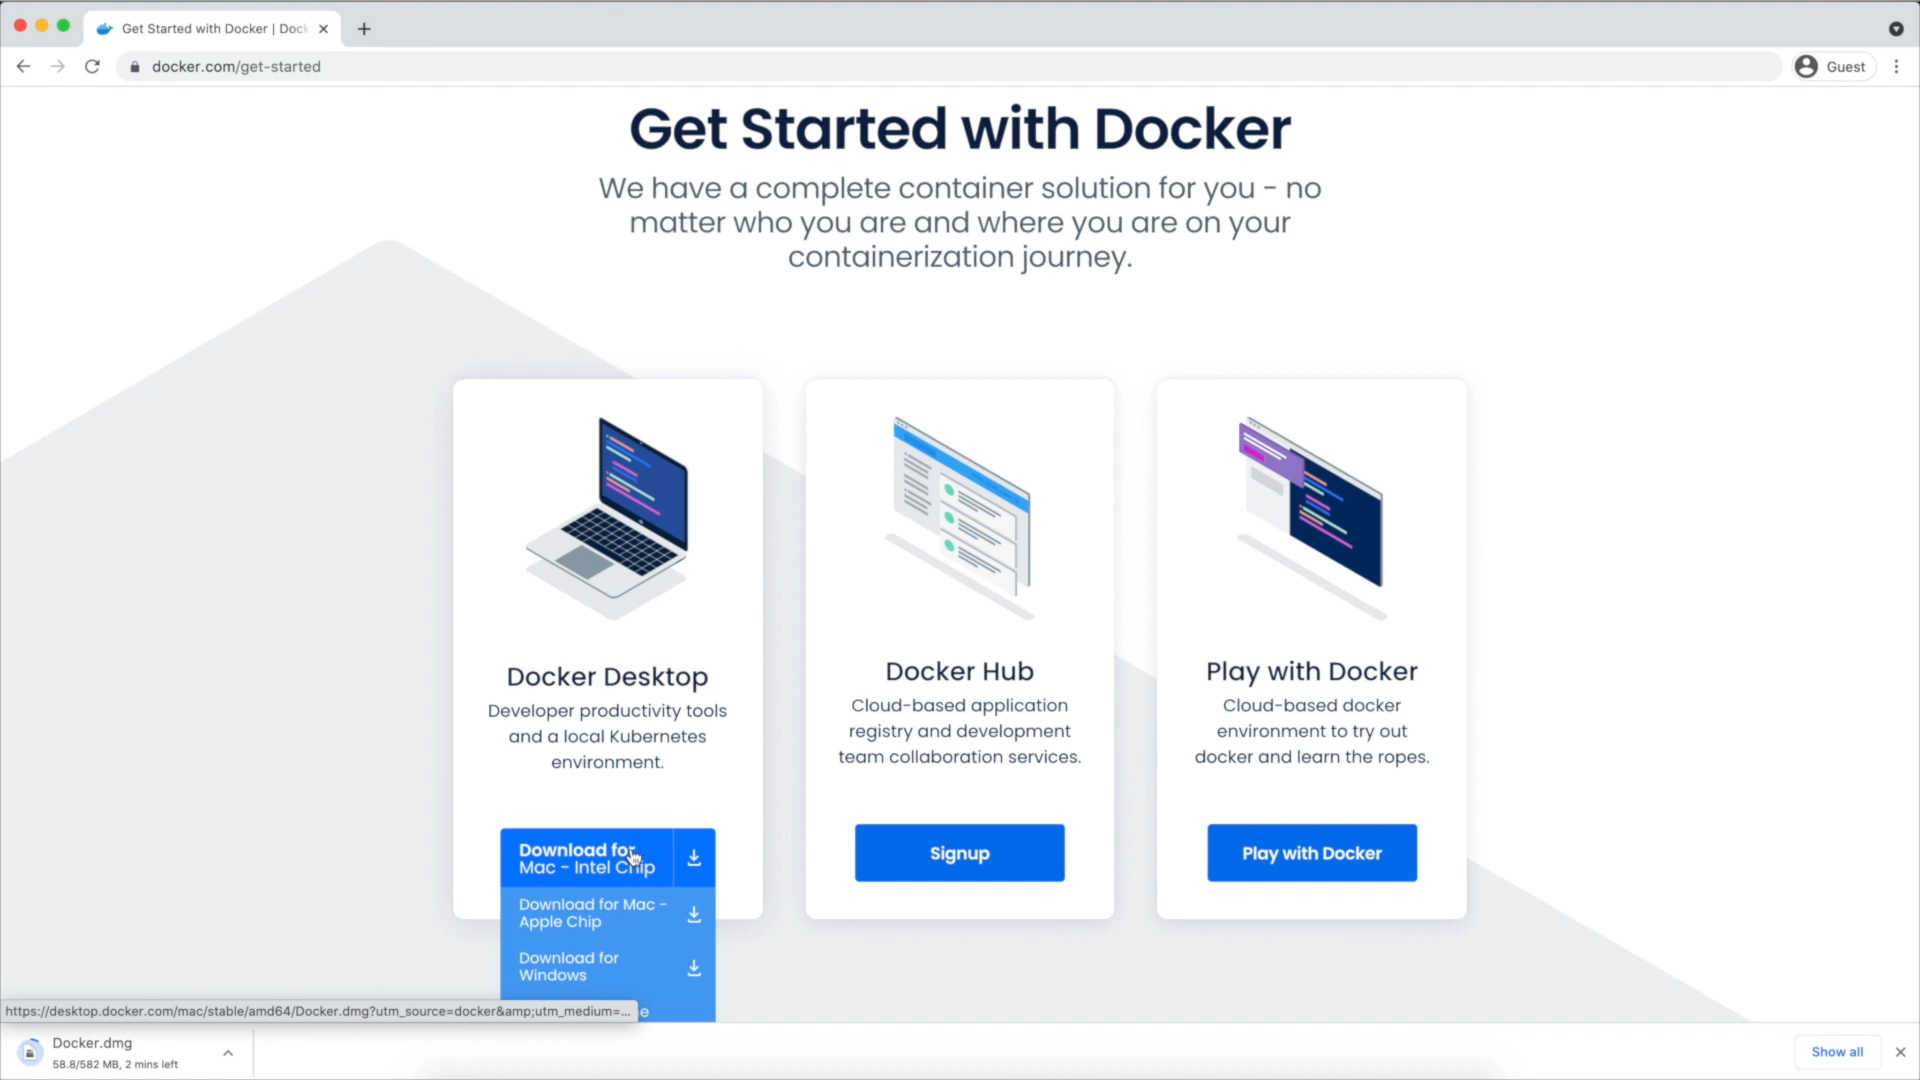 Get Started with Docker | Dock
docker.com/get-started
Guest
Get Started with Docker
We have a complete container solution for you - no
matter who you are and where you are on your
containerization journey.
Docker Desktop
Developer productivity tools
and a local Kubernetes
environment.
Download for
Mac - Intel Chip
Download for Mac -
Apple Chip
Download for
Windows
Docker Hub
Cloud-based application
registry and development
team collaboration services.
Signup
Play with Docker
Cloud-based docker
environment to try out
docker and learn the ropes.
Play with Docker
https://desktop.docker.com/mac/stable/amd64/Docker.dmg?utm_source=docker&amp;utm_medium=...
Docker.dmg
58.8/582 MB, 2 mins left
Show all